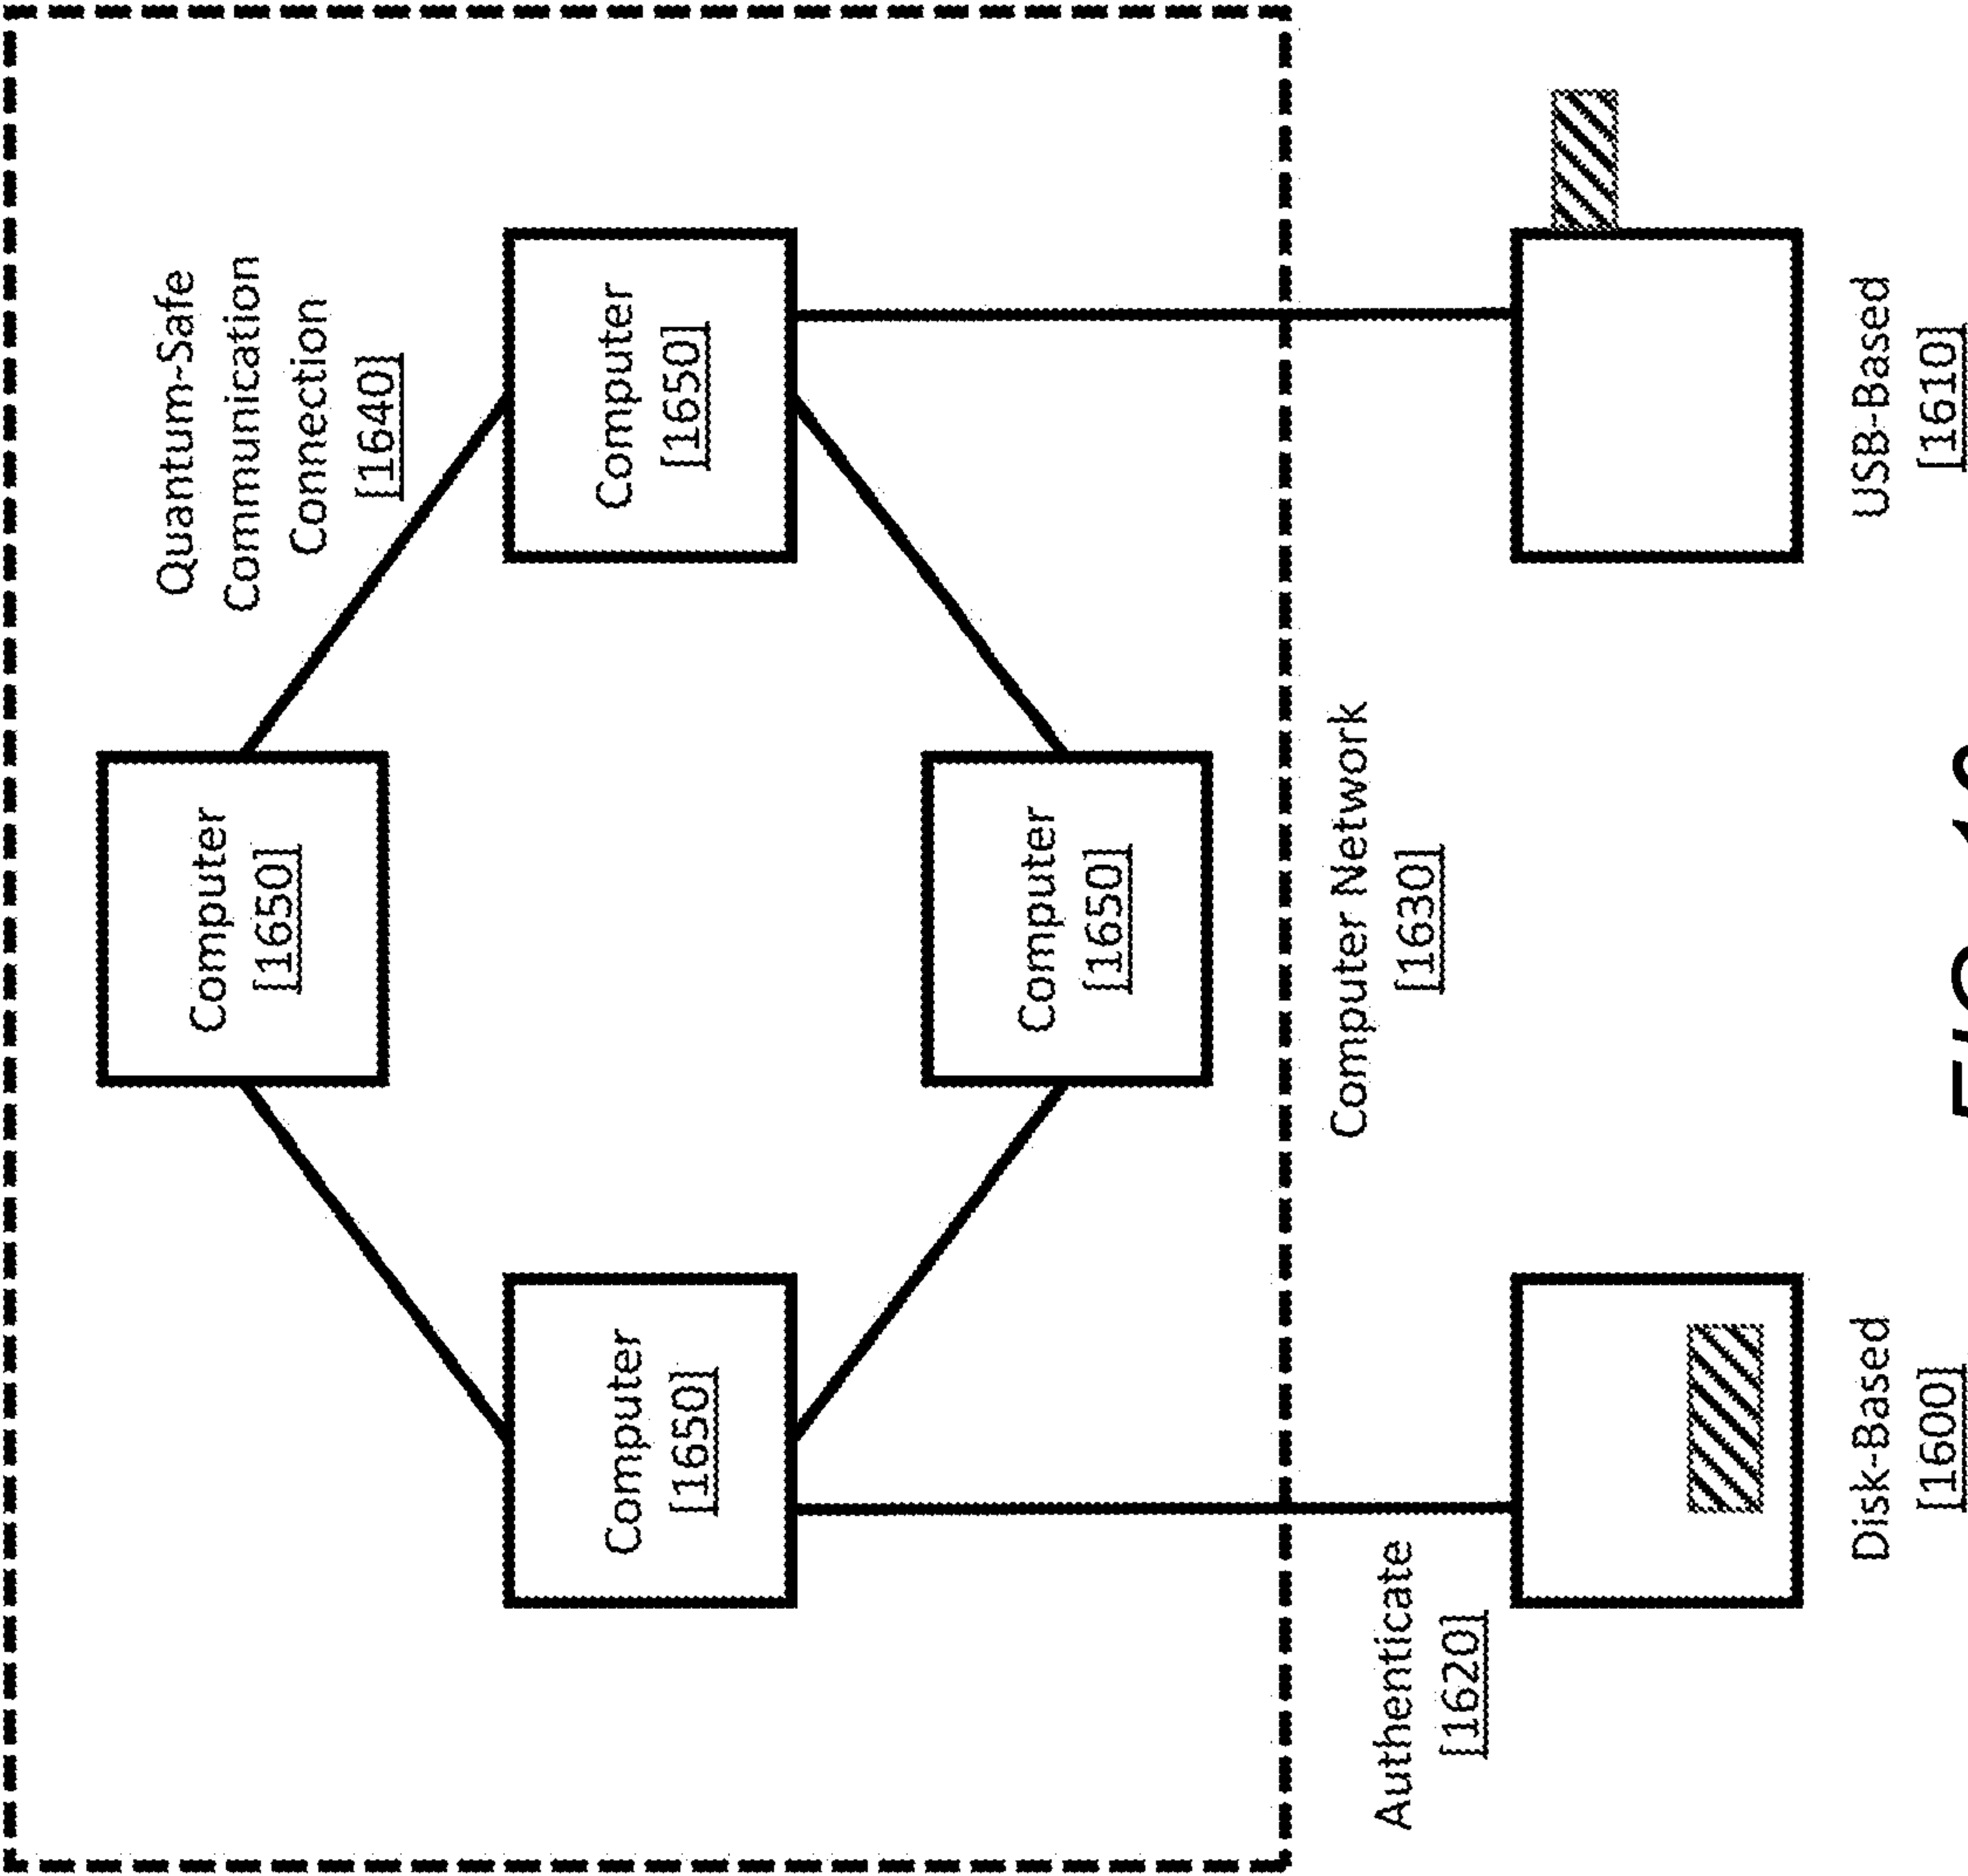 Quantum-Safe
Communication
Connection
[1640]
Computer
[1650]
Computer
[1650]
Computer
[1650]
Computer
[1650]
Computer Network
[1630]
Authenticate
[1620]
Disk-Based
[1600]
USB-Based
[1610]